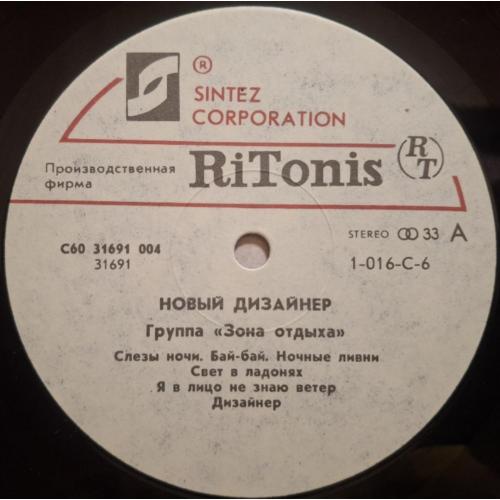 ®
SINTEZ
CORPORATION
Производственная
фирма
RiTonis
RT
STEREO 33 A
С60 31691 004
31691
1-016-С-6
НОВЫЙ ДИЗАЙНЕР
Группа «Зона отдыха»
Слезы ночи. Бай-бай. Ночные ливни
Свет в ладонях
Я в лицо не знаю ветер
Дизайнер